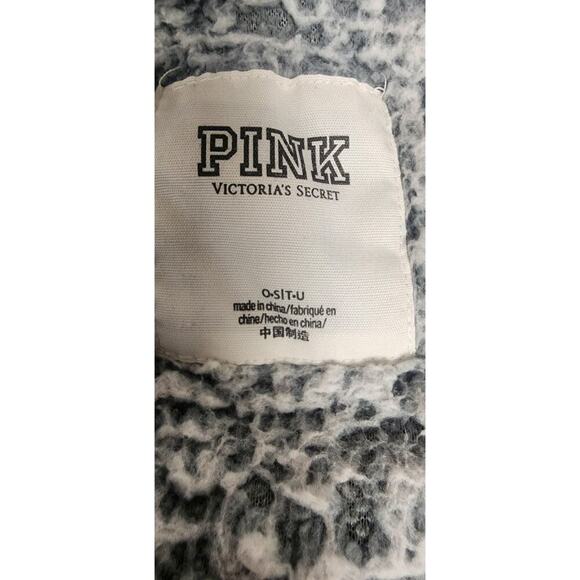 PINK
VICTORIA'S SECRET
O•S|T•U
made in china/fabriqué en
chine/hecho en china/
中国制造